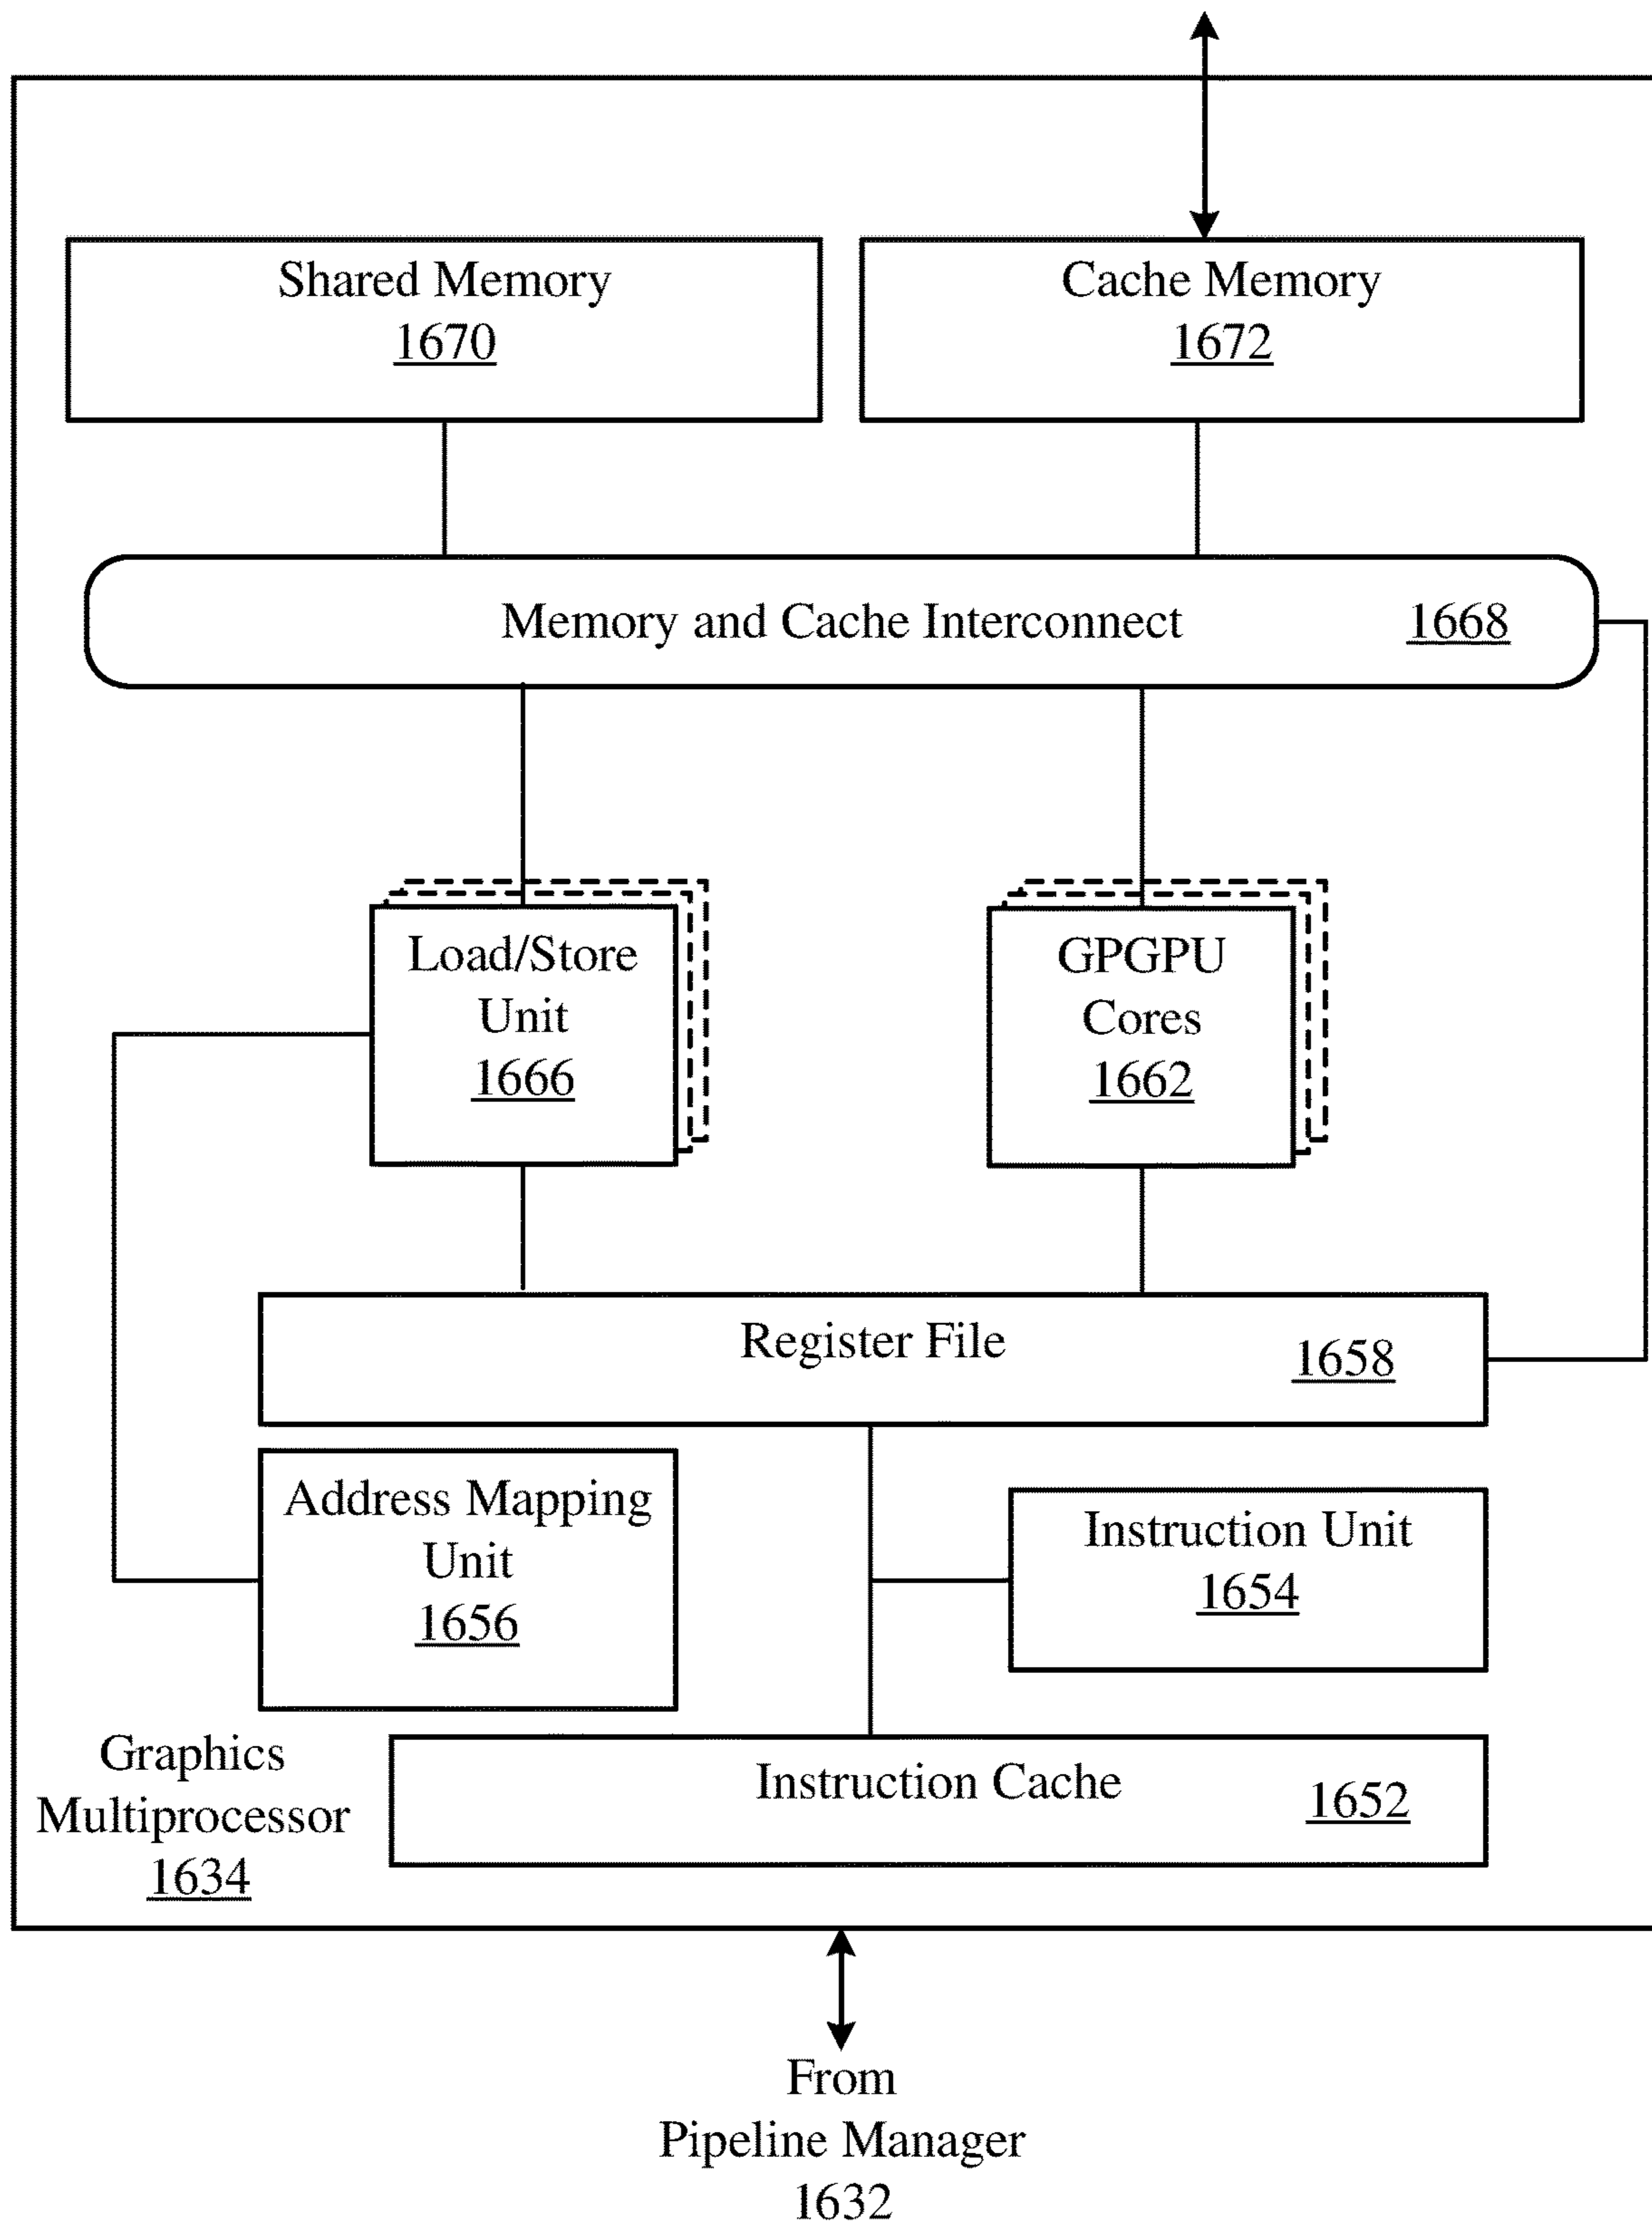 Shared Memory
1670
Cache Memory
1672
Memory and Cache Interconnect 1668
Load/Store
Unit
1666
GPGPU
Cores
1662
Register File 1658
Address Mapping
Unit
1656
Instruction Unit
1654
Graphics
Multiprocessor
1634
Instruction Cache 1652
From
Pipeline Manager
1632